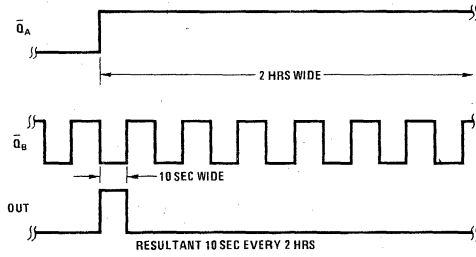 Q̅A
2 HRS WIDE
Q̅B
10 SEC WIDE
OUT
RESULTANT 10 SEC EVERY 2 HRS